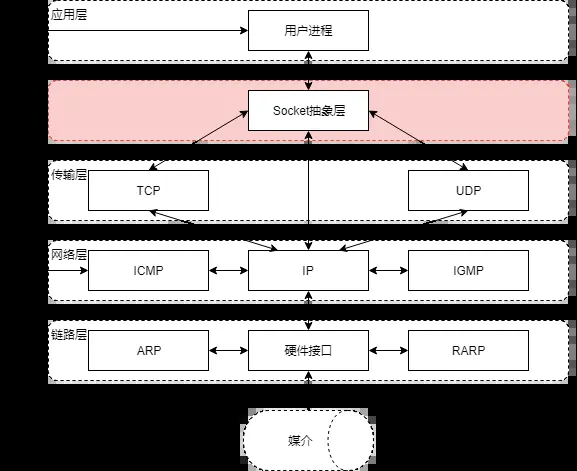 应用层
用户进程
Socket抽象层
传输层
TCP
UDP
网络层
ICMP
IP
IGMP
链路层
ARP
硬件接口
RARP
媒介